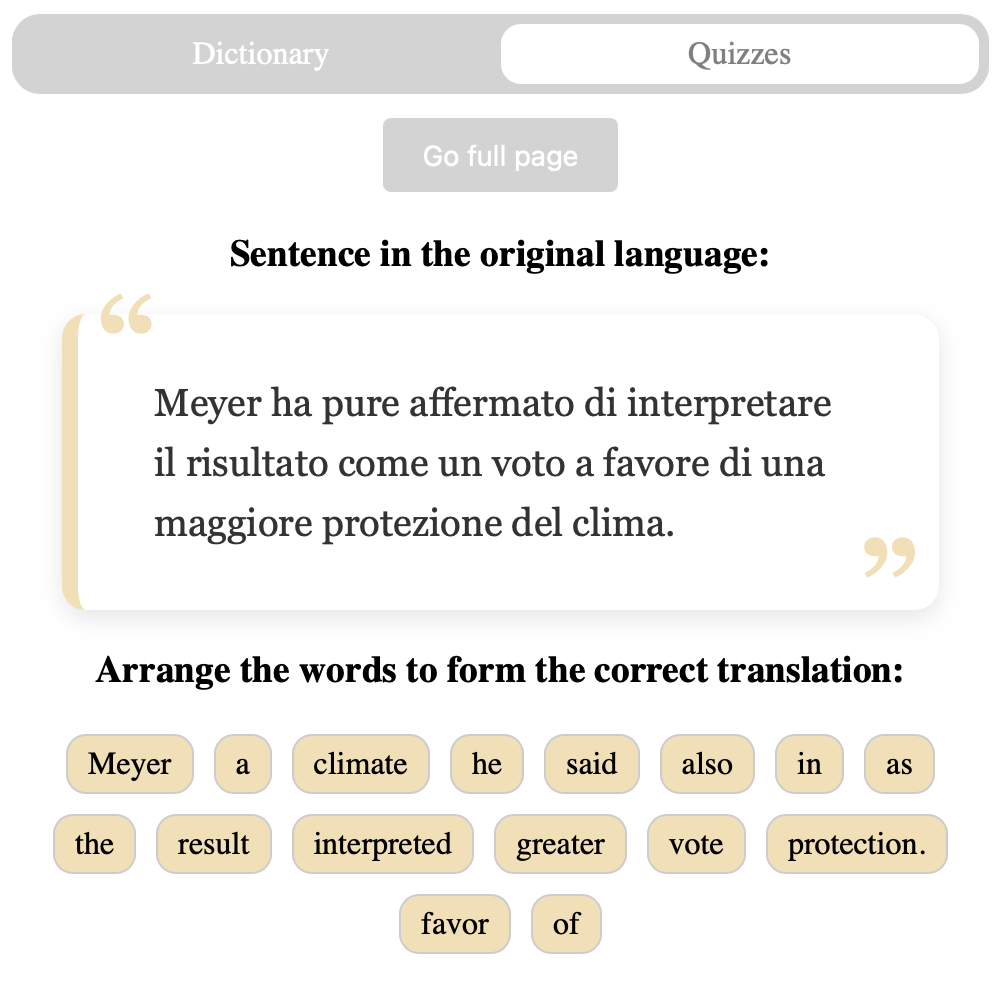 Dictionary Quizzes
Go full page
Sentence in the original language:
“
Meyer ha pure affermato di interpretare
il risultato come un voto a favore di una
maggiore protezione del clima.
”
Arrange the words to form the correct translation:
Meyer a climate he said also in as
the result interpreted greater vote protection.
favor of